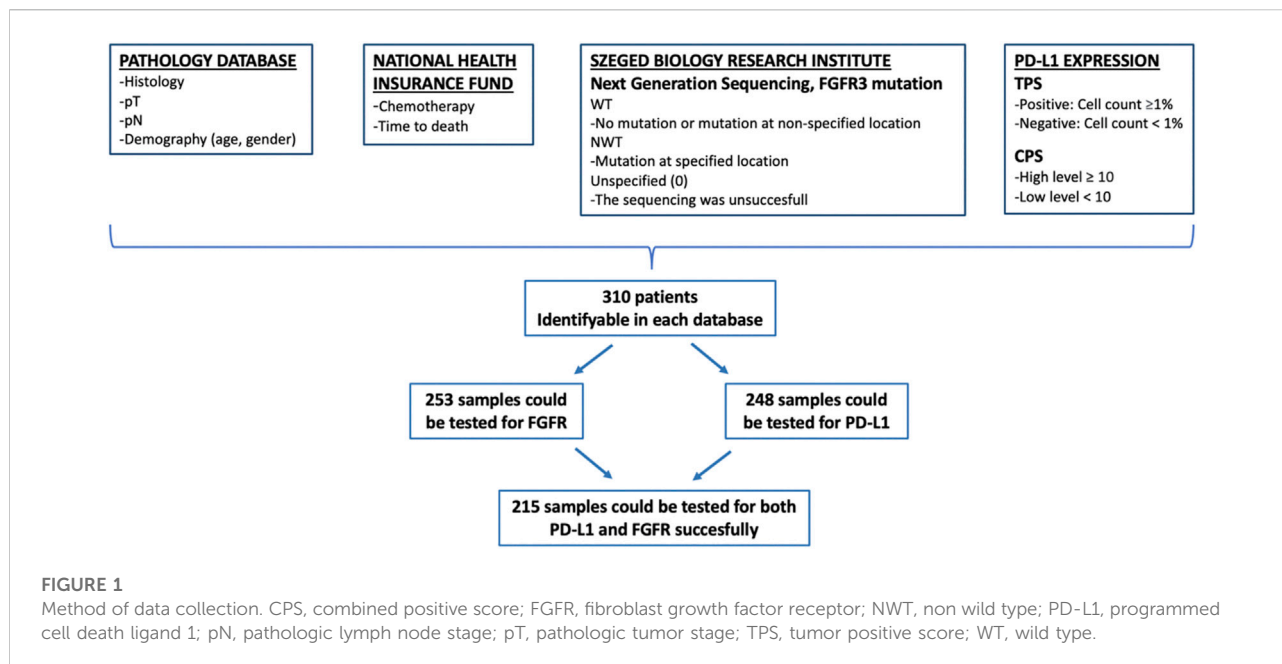 PATHOLOGY DATABASE
-Histology
-pT
-pN
-Demography (age, gender)
NATIONAL HEALTH
INSURANCE FUND
-Chemotherapy
-Time to death
SZEGED BIOLOGY RESEARCH INSTITUTE
Next Generation Sequencing, FGFR3 mutation
WT
-No mutation or mutation at non-specified location
NWT
-Mutation at specified location
Unspecified (0)
-The sequencing was unsuccesfull
PD-L1 EXPRESSION
TPS
-Positive: Cell count ≥1%
-Negative: Cell count < 1%
CPS
-High level ≥ 10
-Low level < 10
310 patients
Identifyable in each database
253 samples could
be tested for FGFR
248 samples could
be tested for PD-L1
215 samples could be tested for both
PD-L1 and FGFR succesfully
FIGURE 1
Method of data collection. CPS, combined positive score; FGFR, fibroblast growth factor receptor; NWT, non wild type; PD-L1, programmed
cell death ligand 1; pN, pathologic lymph node stage; pT, pathologic tumor stage; TPS, tumor positive score; WT, wild type.